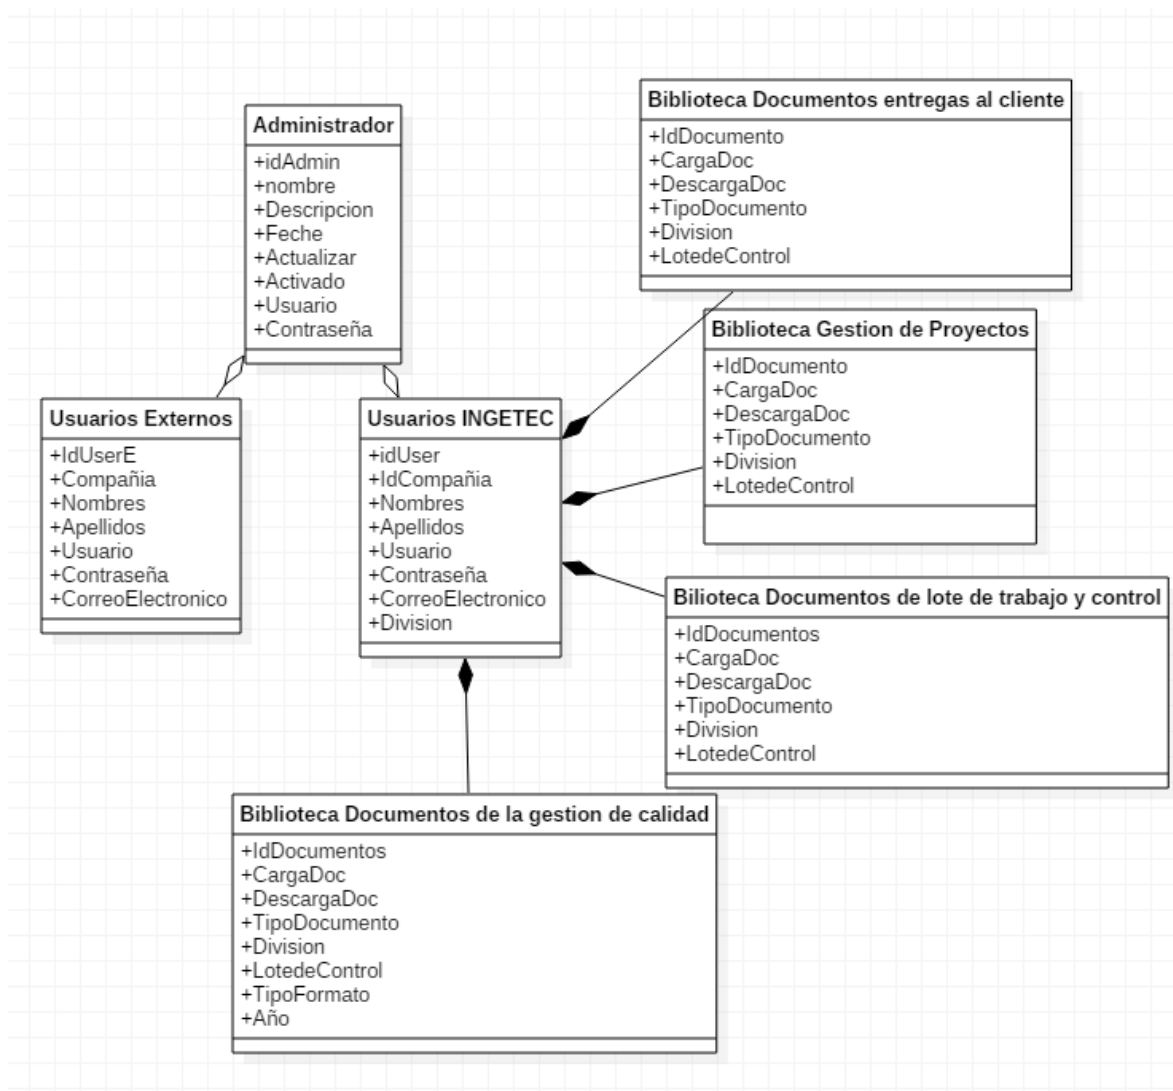 Administrador
+idAdmin
+nombre
+Descripcion
+Feche
+Actualizar
+Activado
+Usuario
+Contraseña
Biblioteca Documentos entregas al cliente
+IdDocumento
+CargaDoc
+DescargaDoc
+TipoDocumento
+Division
+LotedeControl
Biblioteca Gestion de Proyectos
+IdDocumento
+CargaDoc
+DescargaDoc
+TipoDocumento
+Division
+LotedeControl
Usuarios Externos
+IdUserE
+Compañia
+Nombres
+Apellidos
+Usuario
+Contraseña
+CorreoElectronico
Usuarios INGETEC
+idUser
+IdCompañia
+Nombres
+Apellidos
+Usuario
+Contraseña
+CorreoElectronico
+Division
Bilioteca Documentos de lote de trabajo y control
+IdDocumentos
+CargaDoc
+DescargaDoc
+TipoDocumento
+Division
+LotedeControl
Biblioteca Documentos de la gestion de calidad
+IdDocumentos
+CargaDoc
+DescargaDoc
+TipoDocumento
+Division
+LotedeControl
+TipoFormato
+Año